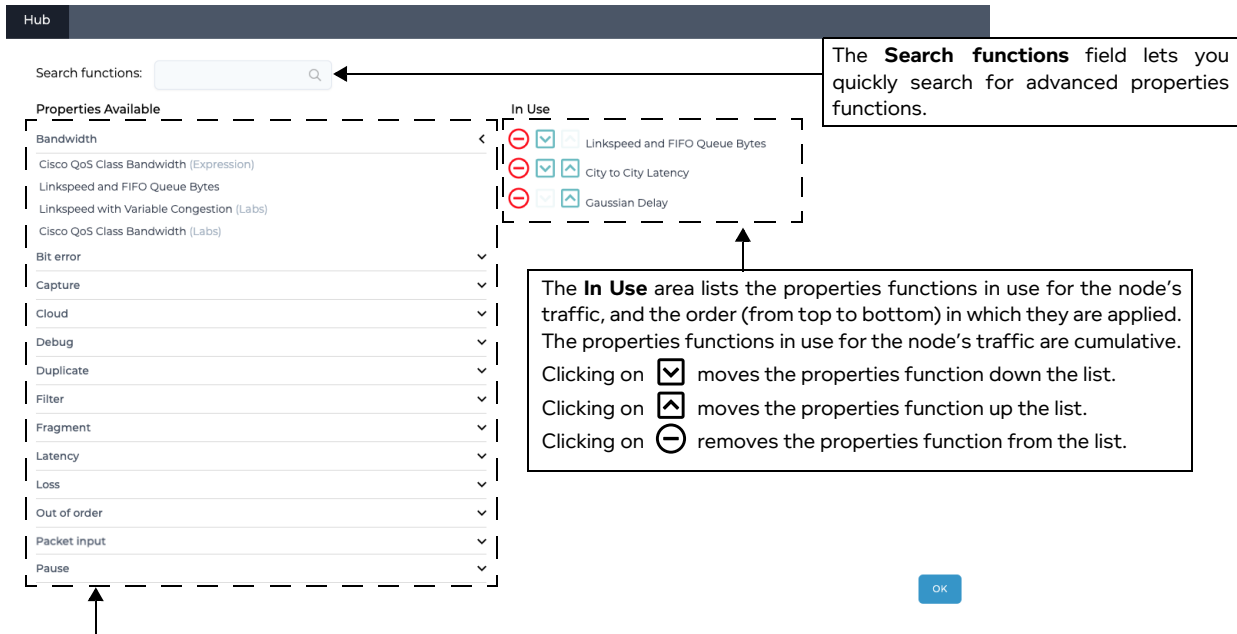 Hub
Search functions:
The Search functions field lets you
quickly search for advanced properties
functions.
Properties Available
Bandwidth
Cisco QoS Class Bandwidth (Expression)
Linkspeed and FIFO Queue Bytes
Linkspeed with Variable Congestion (Labs)
Cisco QoS Class Bandwidth (Labs)
Bit error
Capture
Cloud
Debug
Duplicate
Filter
Fragment
Latency
Loss
Out of order
Packet input
Pause
In Use
Linkspeed and FIFO Queue Bytes
City to City Latency
Gaussian Delay
The In Use area lists the properties functions in use for the node's
traffic, and the order (from top to bottom) in which they are applied.
The properties functions in use for the node's traffic are cumulative.
Clicking on moves the properties function down the list.
Clicking on moves the properties function up the list.
Clicking on removes the properties function from the list.
OK